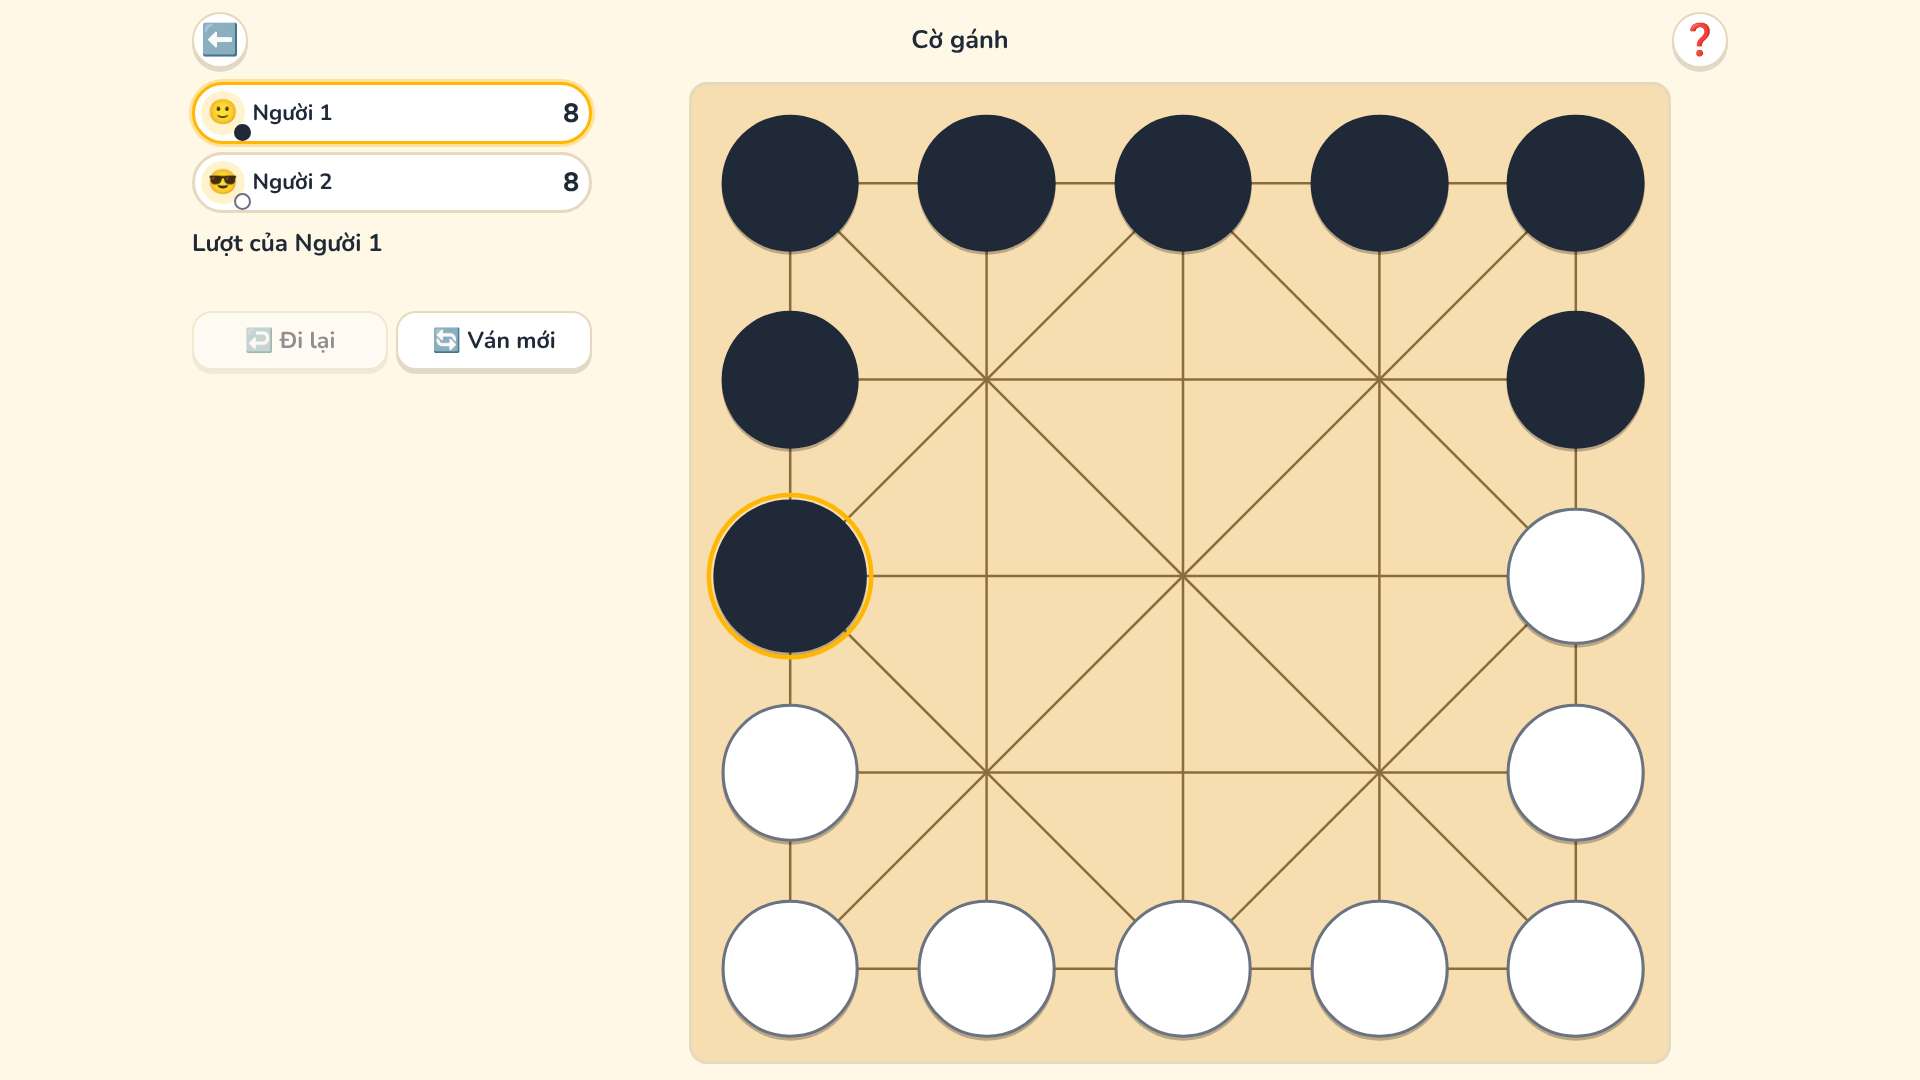 Cờ gánh
Người 1 8
Người 2 8
Lượt của Người 1
Đi lại
Ván mới